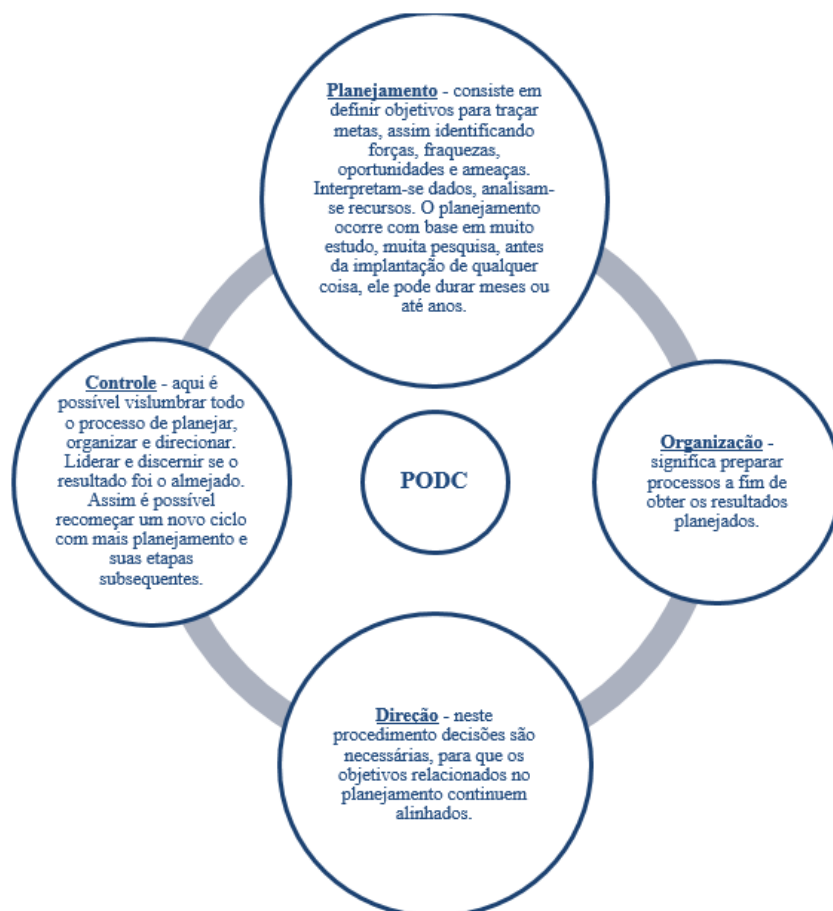 Planejamento - consiste em
definir objetivos para traçar
metas, assim identificando
forças, fraquezas,
oportunidades e ameaças.
Interpretam-se dados, analisam-
se recursos. O planejamento
ocorre com base em muito
estudo, muita pesquisa, antes
da implantação de qualquer
coisa, ele pode durar meses ou
até anos.
Controle - aqui é
possível vislumbrar todo
o processo de planejar,
organizar e direcionar.
Liderar e discernir se o
resultado foi o almejado.
Assim é possível
recomeçar um novo ciclo
com mais planejamento e
suas etapas
subsequentes.
PODC
Organização -
significa preparar
processos a fim de
obter os resultados
planejados.
Direção - neste
procedimento decisões são
necessárias, para que os
objetivos relacionados no
planejamento continuem
alinhados.